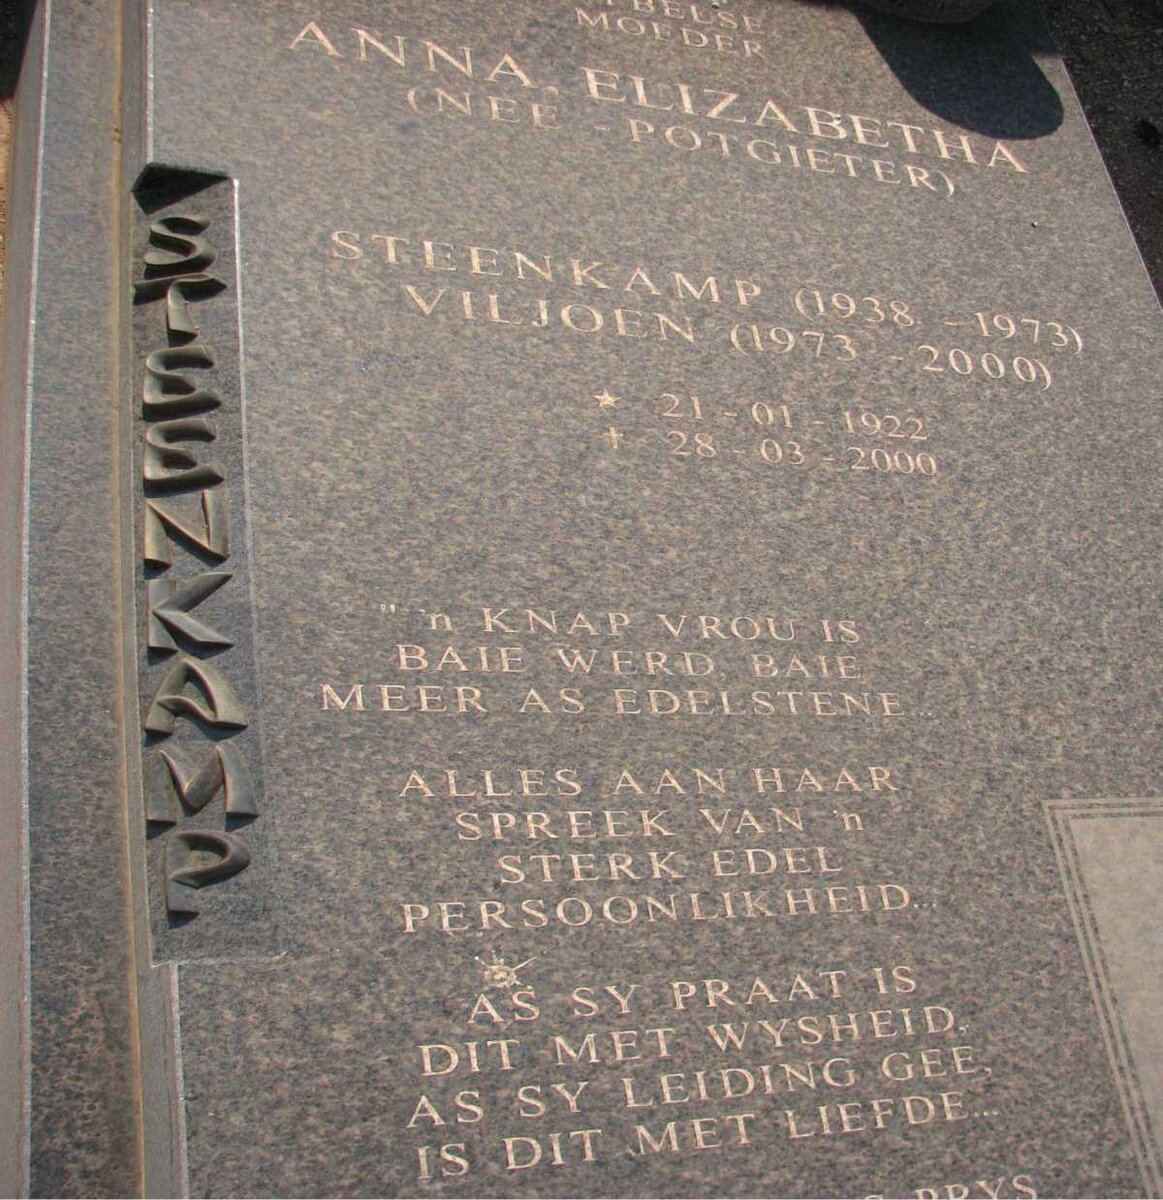 MOEDER
ANNA ELIZABETHA
(NEE - POTGIETER)
STEENKAMP (1938 - 1973)
VILJOEN (1973 - 2000)
* 21 - 01 - 1922
† 28 - 03 - 2000
" 'n KNAP VROU IS
BAIE WERD, BAIE
MEER AS EDELSTENE...
ALLES AAN HAAR
SPREEK VAN 'n
STERK EDEL
PERSOONLIKHEID...
AS SY PRAAT IS
DIT MET WYSHEID,
AS SY LEIDING GEE,
IS DIT MET LIEFDE...
PRYS
STEENKAMP